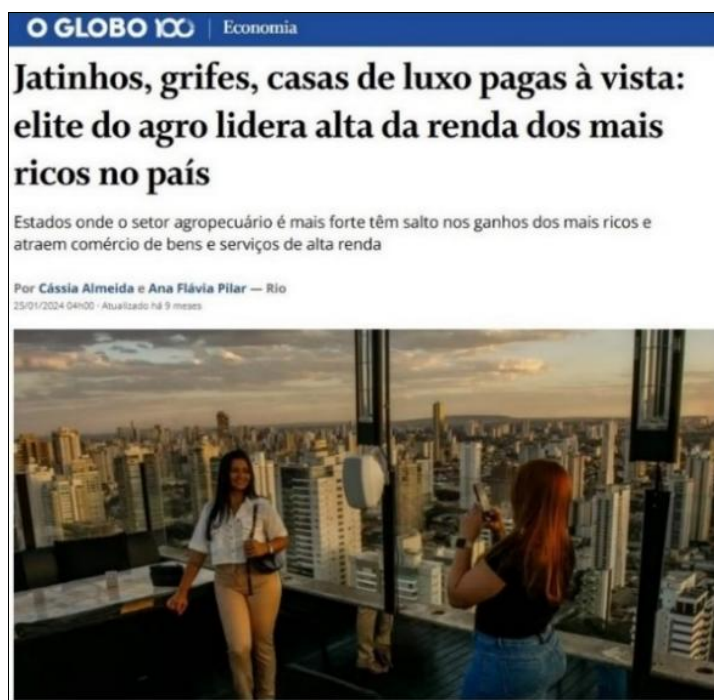 O GLOBO 100 | Economia
Jatinhos, grifes, casas de luxo pagas à vista:
elite do agro lidera alta da renda dos mais
ricos no país
Estados onde o setor agropecuário é mais forte têm salto nos ganhos dos mais ricos e
atraem comércio de bens e serviços de alta renda
Por Cássia Almeida e Ana Flávia Pilar — Rio
25/01/2024 04h00 · Atualizado há 9 meses